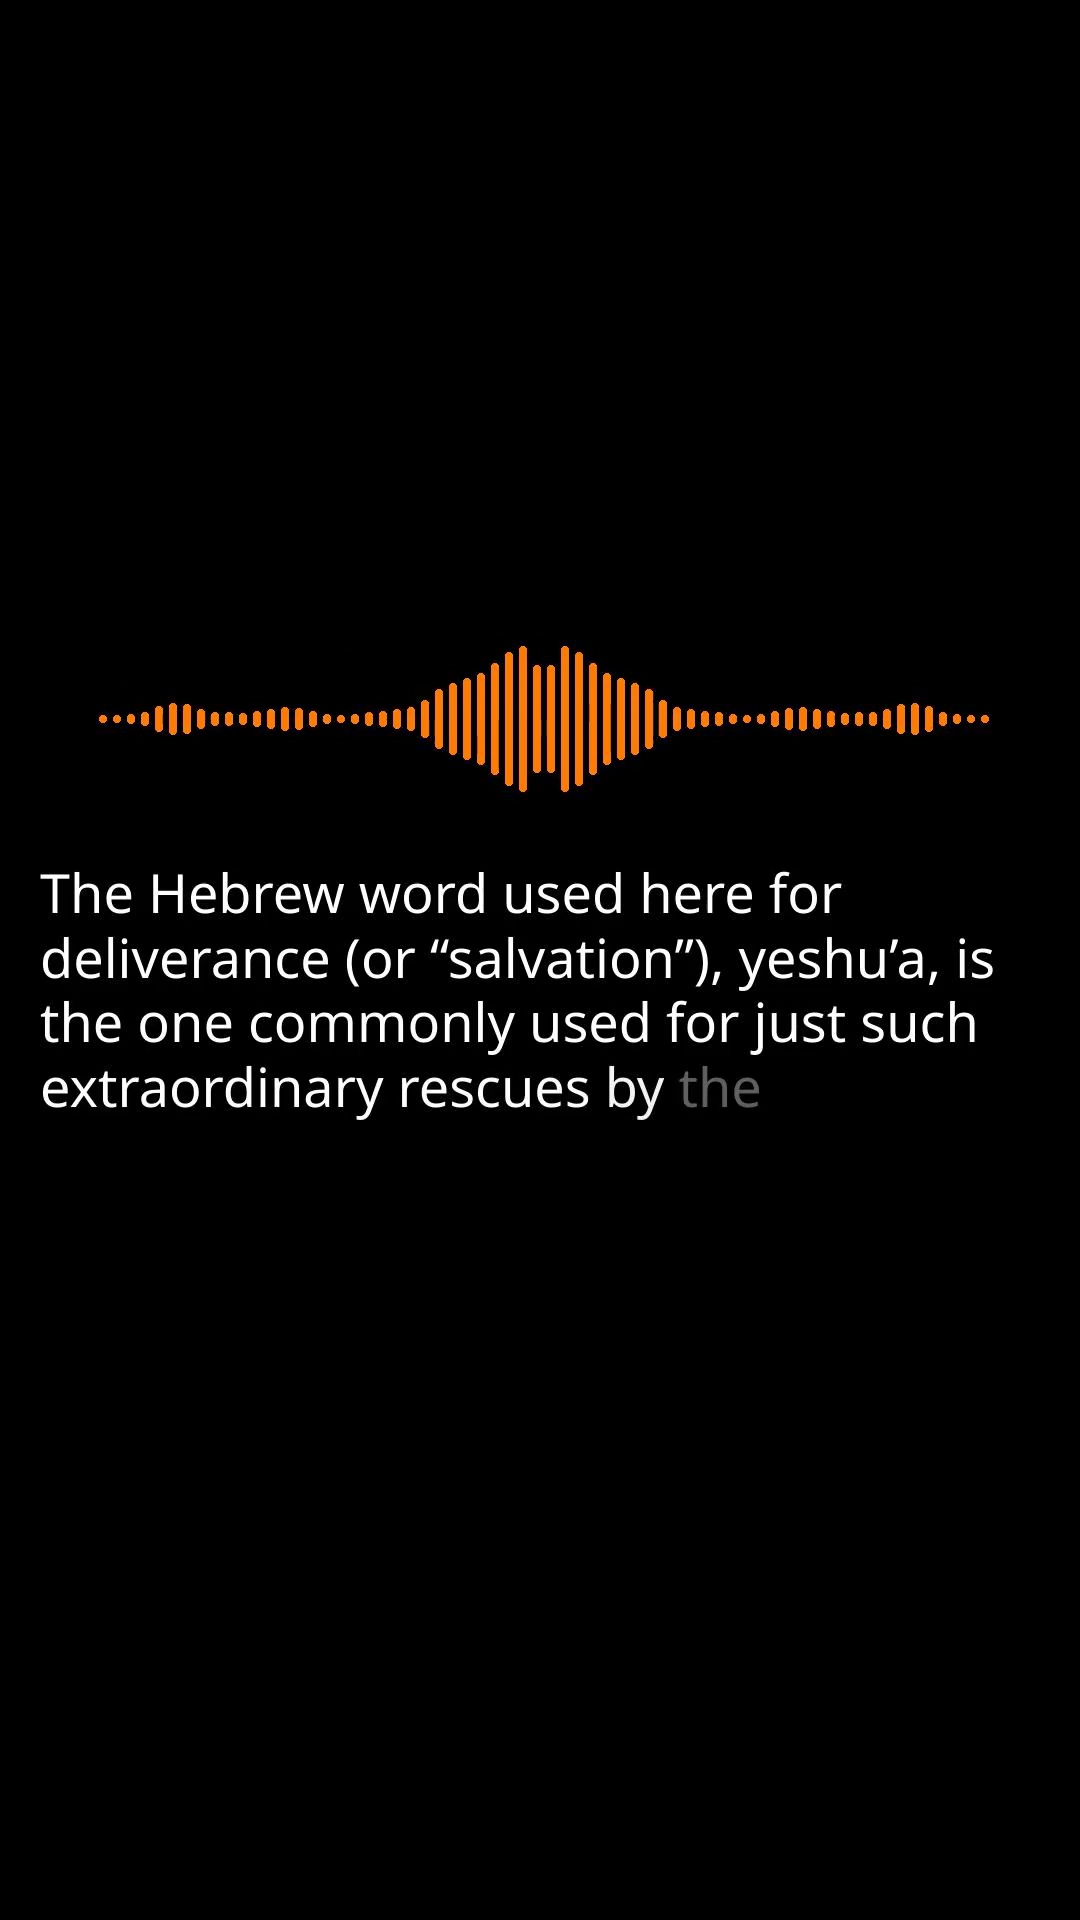 The Hebrew word used here for
deliverance (or “salvation”), yeshu’a, is
the one commonly used for just such
extraordinary rescues by the